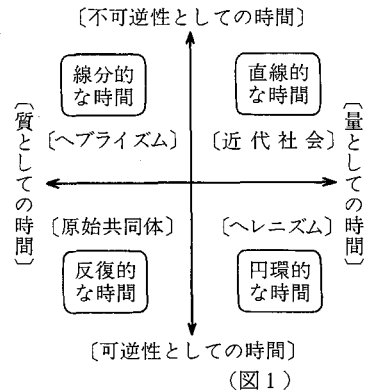 〔不可逆性としての時間〕
線分的
な時間
直線的
な時間
〔質としての時間〕
〔ヘブライズム〕
〔近代社会〕
〔量としての時間〕
〔原始共同体〕
〔ヘレニズム〕
反復的
な時間
円環的
な時間
〔可逆性としての時間〕
(図1)